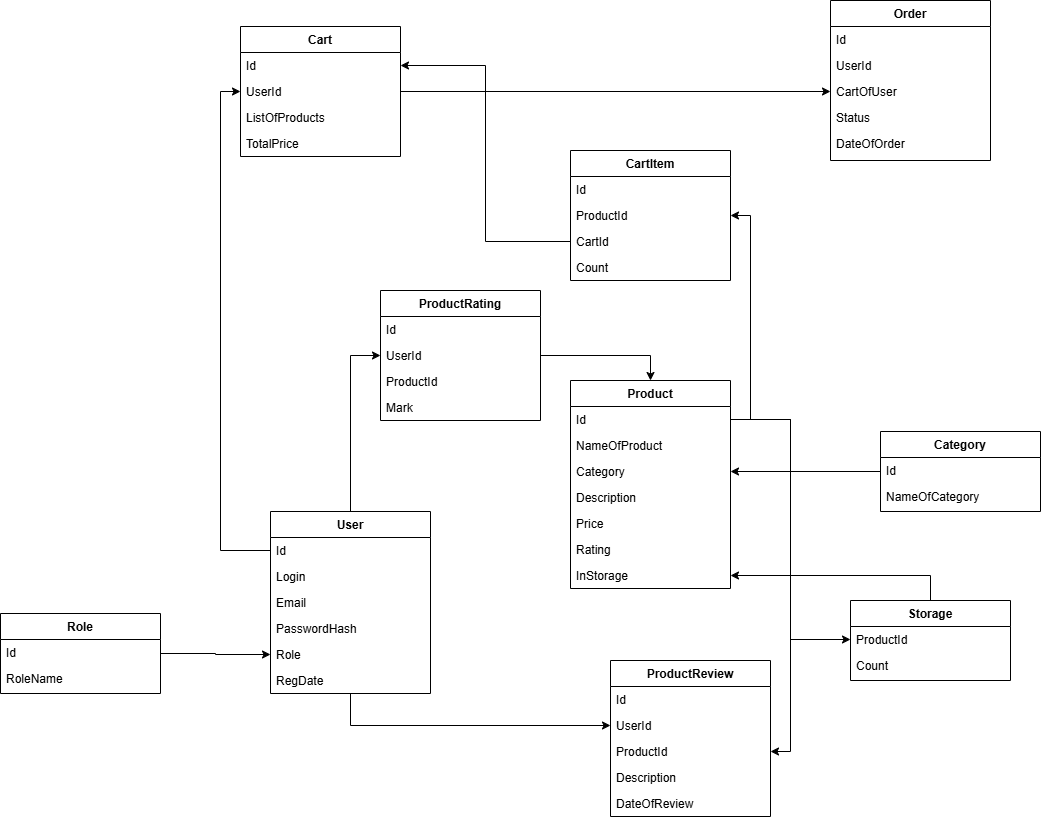 Order
Id
UserId
CartOfUser
Status
DateOfOrder
Cart
Id
UserId
ListOfProducts
TotalPrice
CartItem
Id
ProductId
CartId
Count
ProductRating
Id
UserId
ProductId
Mark
Product
Id
NameOfProduct
Category
Description
Price
Rating
InStorage
Category
Id
NameOfCategory
User
Id
Login
Email
PasswordHash
Role
RegDate
Role
Id
RoleName
Storage
ProductId
Count
ProductReview
Id
UserId
ProductId
Description
DateOfReview